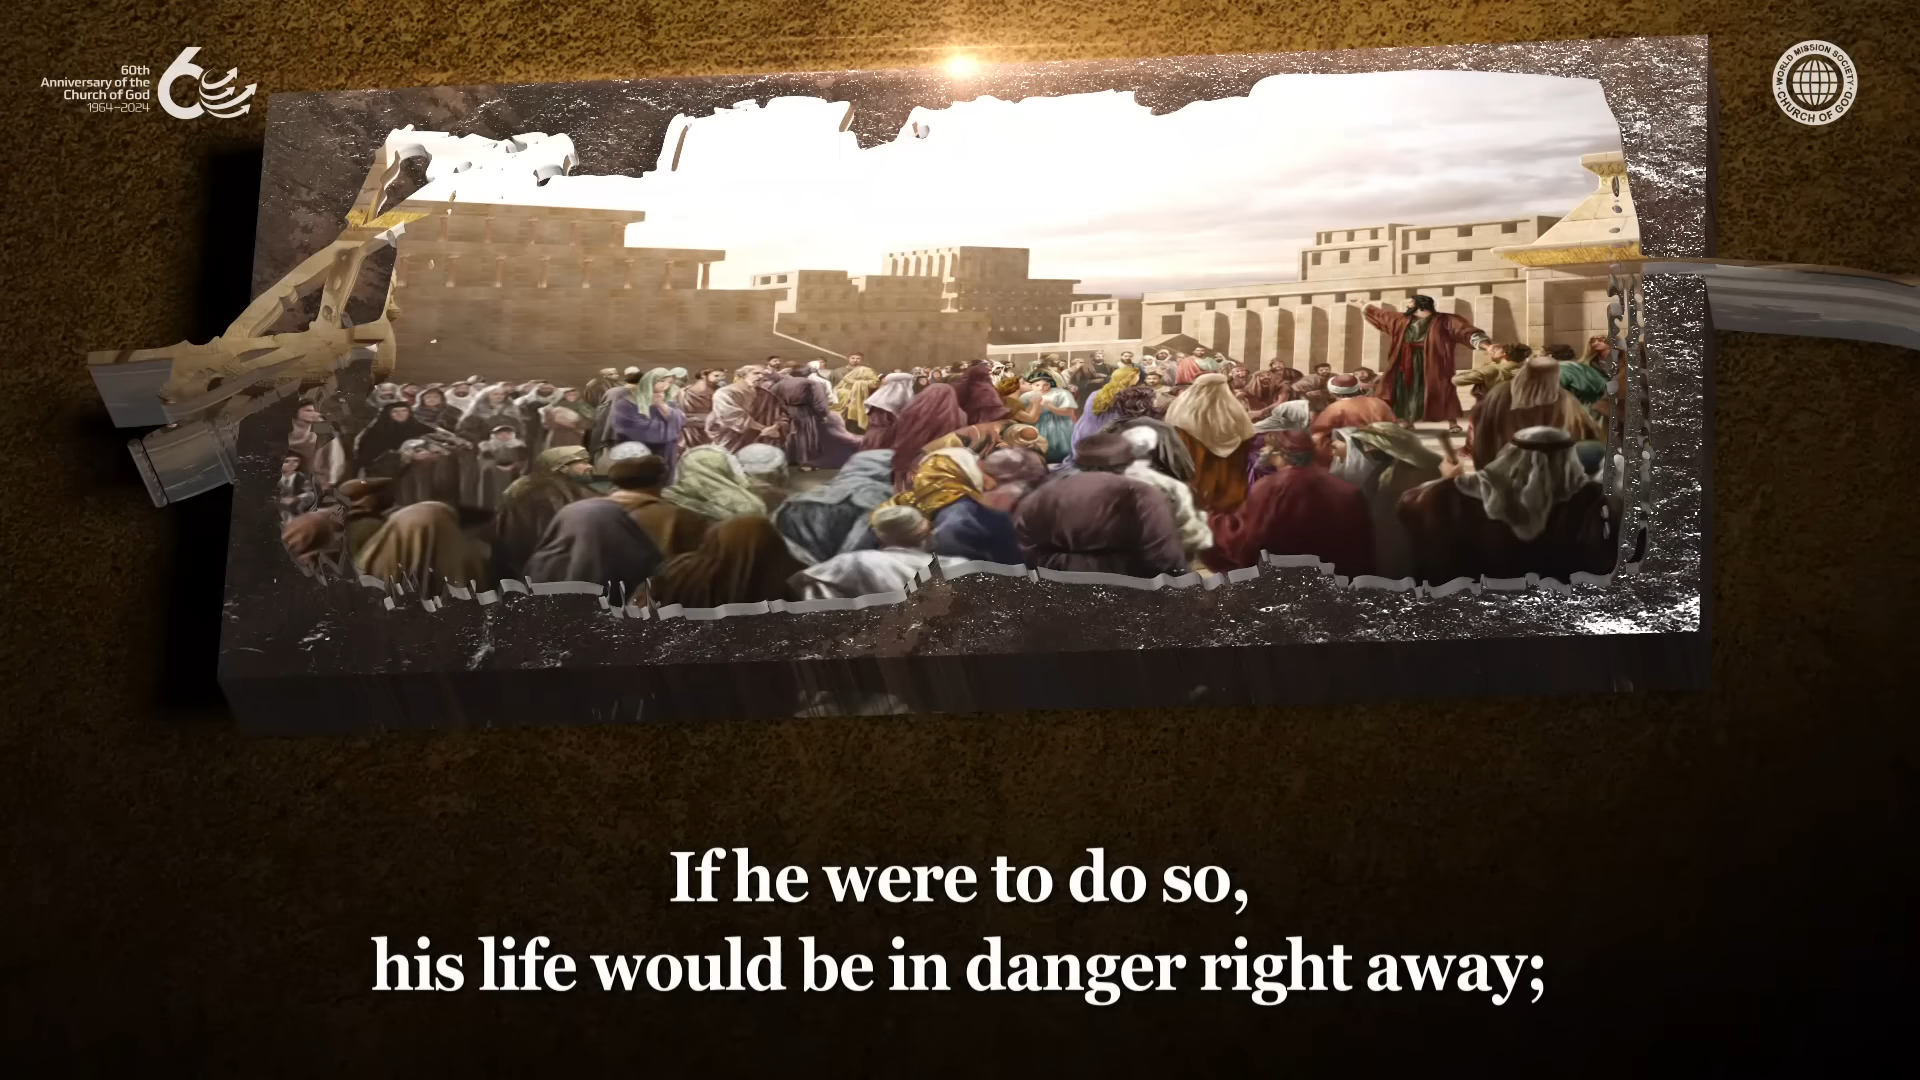 60th
Anniversary of the
Church of God
1964–2024
60
WORLD MISSION SOCIETY
CHURCH OF GOD
If he were to do so,
his life would be in danger right away;